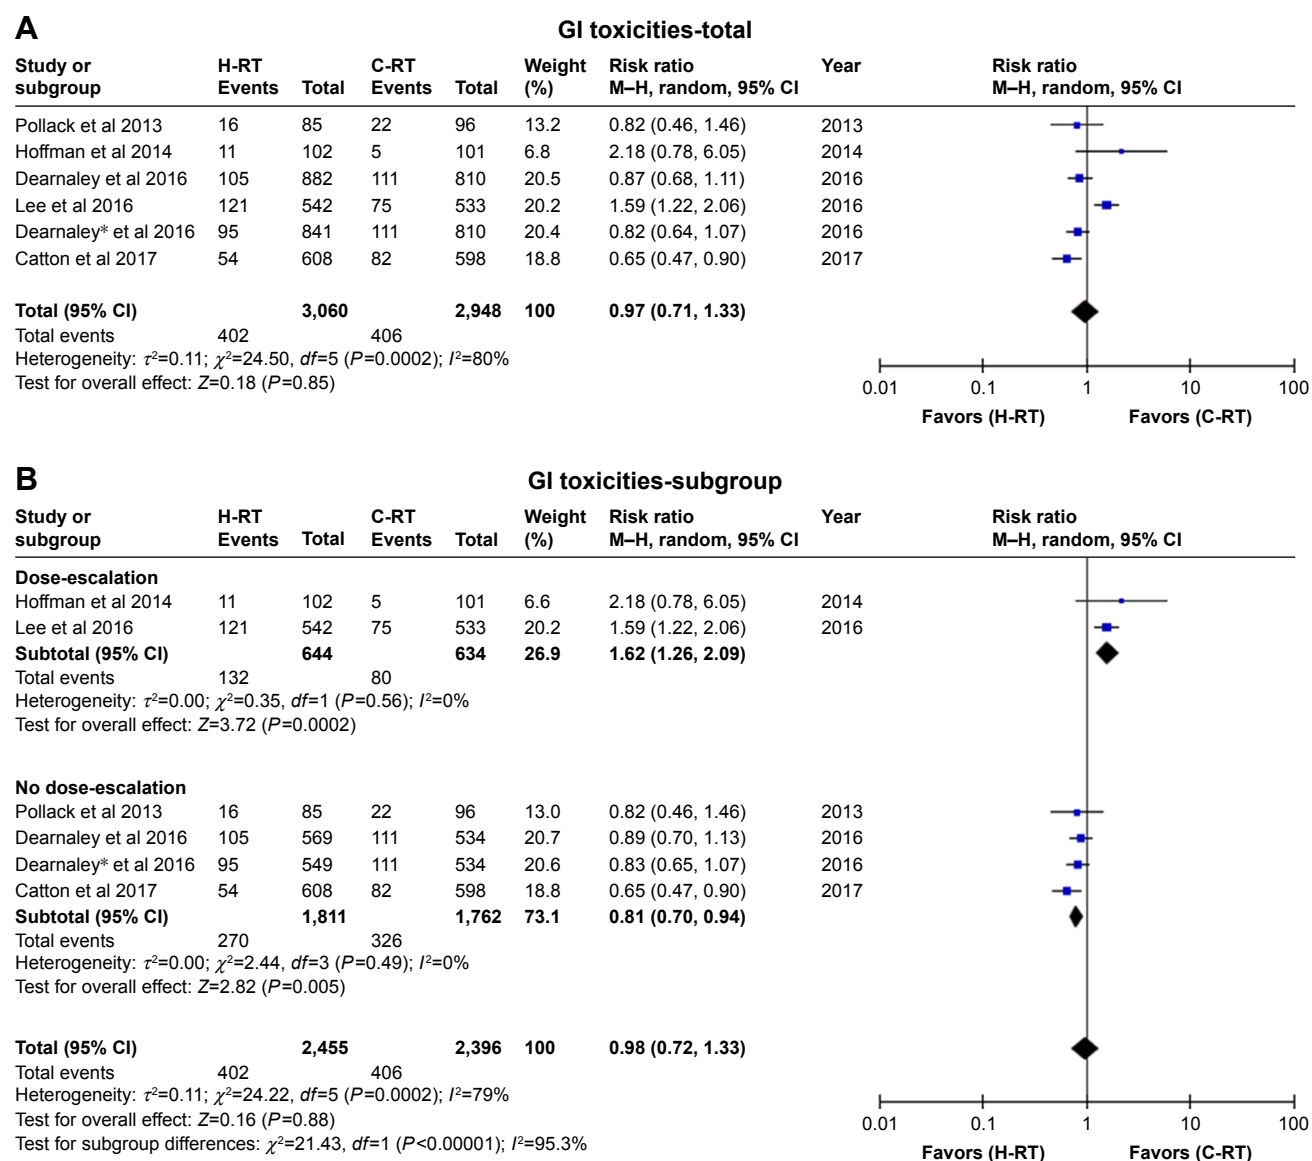 A
GI toxicities-total
Study or subgroup H-RT Events Total C-RT Events Total Weight (%) Risk ratio M–H, random, 95% CI Year Risk ratio M–H, random, 95% CI
Pollack et al 2013 16 85 22 96 13.2 0.82 (0.46, 1.46) 2013
Hoffman et al 2014 11 102 5 101 6.8 2.18 (0.78, 6.05) 2014
Dearnaley et al 2016 105 882 111 810 20.5 0.87 (0.68, 1.11) 2016
Lee et al 2016 121 542 75 533 20.2 1.59 (1.22, 2.06) 2016
Dearnaley* et al 2016 95 841 111 810 20.4 0.82 (0.64, 1.07) 2016
Catton et al 2017 54 608 82 598 18.8 0.65 (0.47, 0.90) 2017
Total (95% CI) 3,060 2,948 100 0.97 (0.71, 1.33)
Total events 402 406
Heterogeneity: τ²=0.11; χ²=24.50, df=5 (P=0.0002); I²=80%
Test for overall effect: Z=0.18 (P=0.85)
0.01 0.1 1 10 100
Favors (H-RT) Favors (C-RT)
B
GI toxicities-subgroup
Study or subgroup H-RT Events Total C-RT Events Total Weight (%) Risk ratio M–H, random, 95% CI Year Risk ratio M–H, random, 95% CI
Dose-escalation
Hoffman et al 2014 11 102 5 101 6.6 2.18 (0.78, 6.05) 2014
Lee et al 2016 121 542 75 533 20.2 1.59 (1.22, 2.06) 2016
Subtotal (95% CI) 644 634 26.9 1.62 (1.26, 2.09)
Total events 132 80
Heterogeneity: τ²=0.00; χ²=0.35, df=1 (P=0.56); I²=0%
Test for overall effect: Z=3.72 (P=0.0002)
No dose-escalation
Pollack et al 2013 16 85 22 96 13.0 0.82 (0.46, 1.46) 2013
Dearnaley et al 2016 105 569 111 534 20.7 0.89 (0.70, 1.13) 2016
Dearnaley* et al 2016 95 549 111 534 20.6 0.83 (0.65, 1.07) 2016
Catton et al 2017 54 608 82 598 18.8 0.65 (0.47, 0.90) 2017
Subtotal (95% CI) 1,811 1,762 73.1 0.81 (0.70, 0.94)
Total events 270 326
Heterogeneity: τ²=0.00; χ²=2.44, df=3 (P=0.49); I²=0%
Test for overall effect: Z=2.82 (P=0.005)
Total (95% CI) 2,455 2,396 100 0.98 (0.72, 1.33)
Total events 402 406
Heterogeneity: τ²=0.11; χ²=24.22, df=5 (P=0.0002); I²=79%
Test for overall effect: Z=0.16 (P=0.88)
Test for subgroup differences: χ²=21.43, df=1 (P<0.00001); I²=95.3%
0.01 0.1 1 10 100
Favors (H-RT) Favors (C-RT)